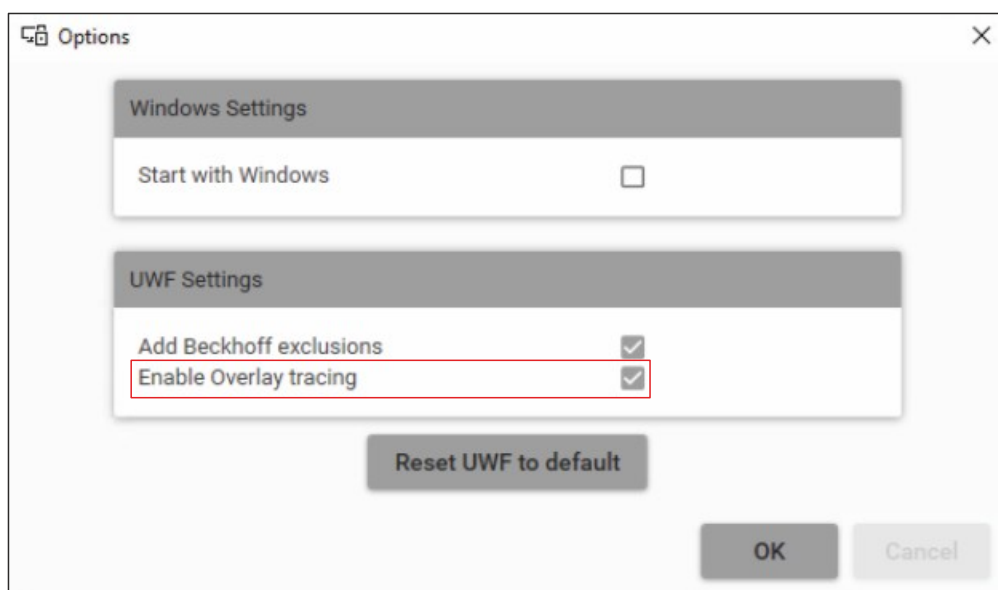 Options
Windows Settings
Start with Windows
UWF Settings
Add Beckhoff exclusions
Enable Overlay tracing
Reset UWF to default
OK
Cancel